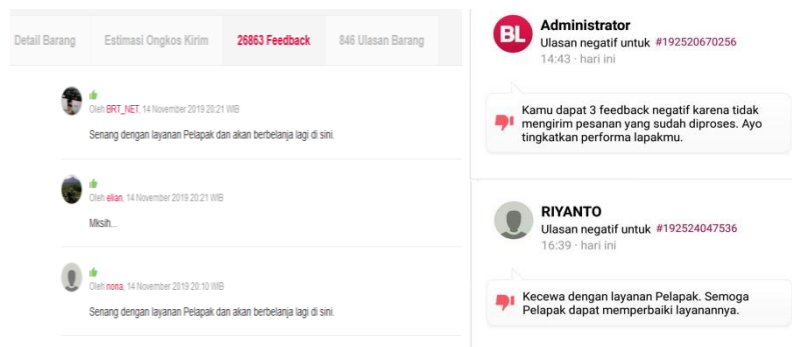 Detail Barang
Estimasi Ongkos Kirim
26863 Feedback
846 Ulasan Barang
Oleh BRT_NET, 14 November 2019 20:21 WIB
Senang dengan layanan Pelapak dan akan berbelanja lagi di sini.
Oleh elian, 14 November 2019 20:21 WIB
Mksih...
Oleh nona, 14 November 2019 20:10 WIB
Senang dengan layanan Pelapak dan akan berbelanja lagi di sini.
BL
Administrator
Ulasan negatif untuk #192520670256
14:43 · hari ini
Kamu dapat 3 feedback negatif karena tidak
mengirim pesanan yang sudah diproses. Ayo
tingkatkan performa lapakmu.
RIYANTO
Ulasan negatif untuk #192524047536
16:39 · hari ini
Kecewa dengan layanan Pelapak. Semoga
Pelapak dapat memperbaiki layanannya.